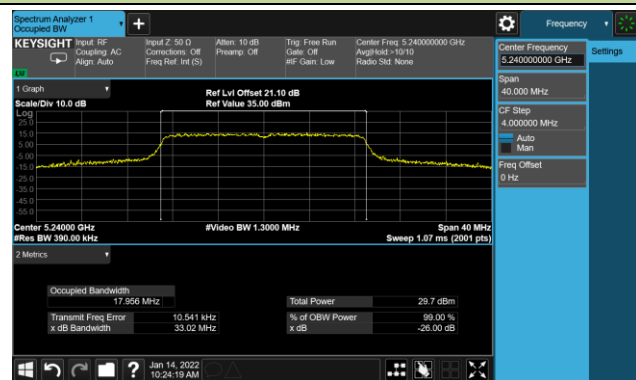 Spectrum Analyzer 1
Occupied BW
+
Frequency
KEYSIGHT
Input: RF
Coupling: AC
Align: Auto
Input Z: 50 Ω
Corrections: Off
Freq Ref: Int (S)
Atten: 10 dB
Preamp: Off
Trig: Free Run
Gate: Off
#IF Gain: Low
Center Freq: 5.240000000 GHz
Avg|Hold:>10/10
Radio Std: None
Center Frequency
5.240000000 GHz
Settings
Span
40.000 MHz
CF Step
4.000000 MHz
Auto
Man
Freq Offset
0 Hz
1 Graph
Scale/Div 10.0 dB
Ref Lvl Offset 21.10 dB
Ref Value 35.00 dBm
Log
25.0
15.0
5.00
-5.00
-15.0
-25.0
-35.0
-45.0
-55.0
Center 5.24000 GHz
#Video BW 1.3000 MHz
Span 40 MHz
#Res BW 390.00 kHz
Sweep 1.07 ms (2001 pts)
2 Metrics
Occupied Bandwidth
17.956 MHz
Total Power
29.7 dBm
Transmit Freq Error
10.541 kHz
% of OBW Power
99.00 %
x dB Bandwidth
33.02 MHz
x dB
-26.00 dB
?
Jan 14, 2022
10:24:19 AM